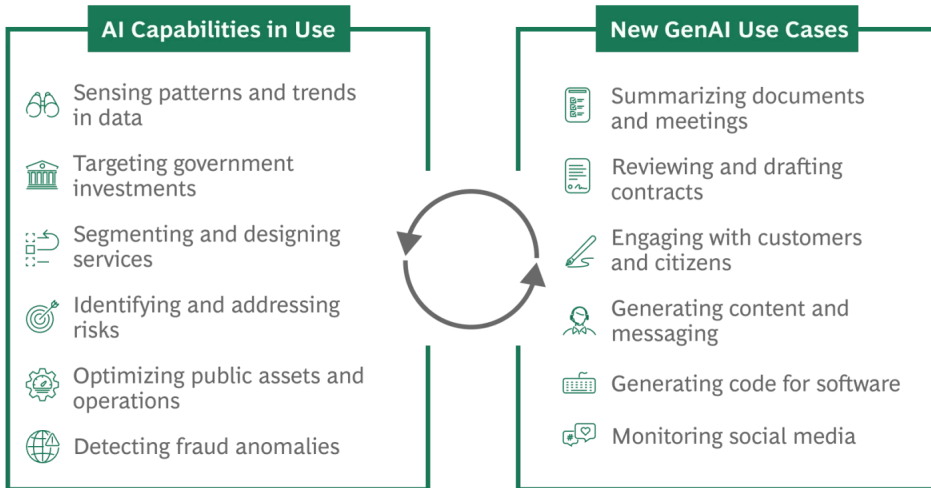 AI Capabilities in Use
Sensing patterns and trends
in data
Targeting government
investments
Segmenting and designing
services
Identifying and addressing
risks
Optimizing public assets and
operations
Detecting fraud anomalies
New GenAI Use Cases
Summarizing documents
and meetings
Reviewing and drafting
contracts
Engaging with customers
and citizens
Generating content and
messaging
Generating code for software
Monitoring social media
#